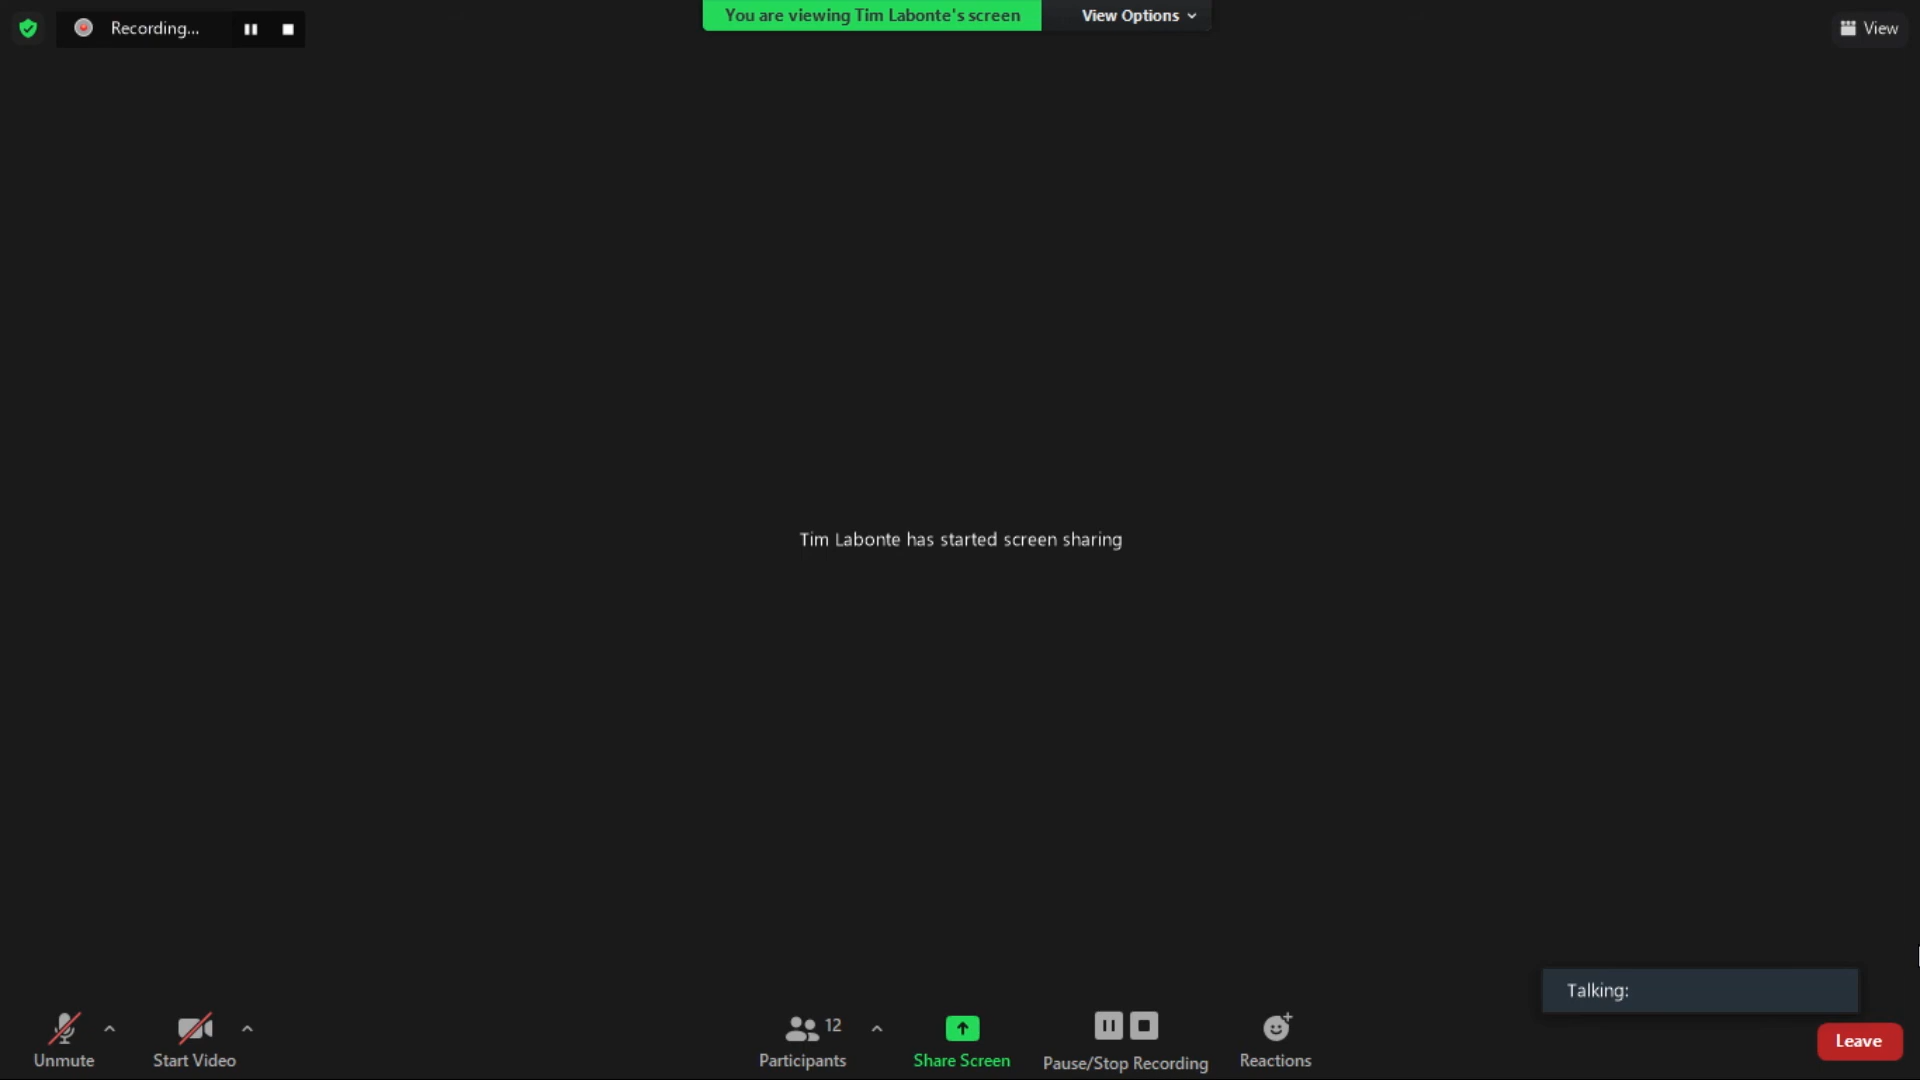 Recording...
You are viewing Tim Labonte's screen
View Options
View
Tim Labonte has started screen sharing
Talking:
Unmute
Start Video
12
Participants
Share Screen
Pause/Stop Recording
Reactions
Leave